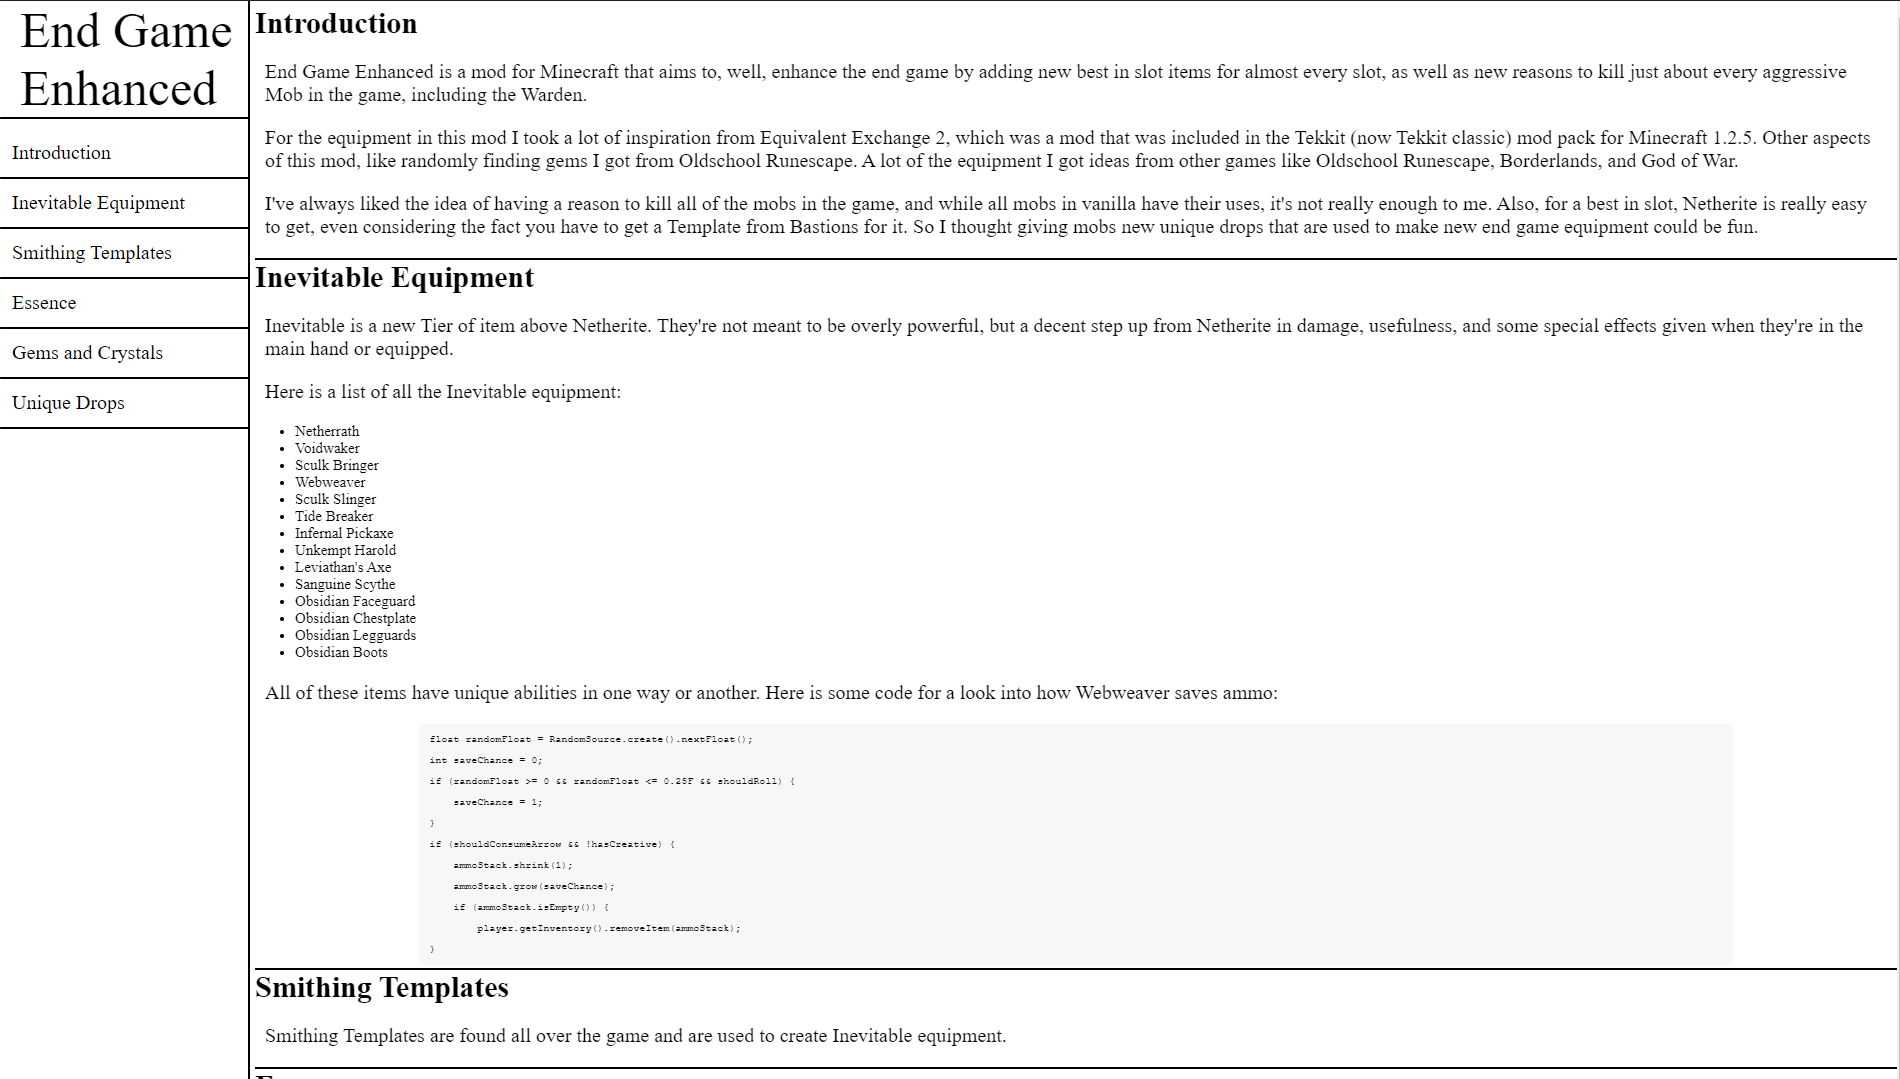 End Game
Enhanced
Introduction
Inevitable Equipment
Smithing Templates
Essence
Gems and Crystals
Unique Drops
Introduction
End Game Enhanced is a mod for Minecraft that aims to, well, enhance the end game by adding new best in slot items for almost every slot, as well as new reasons to kill just about every aggressive
Mob in the game, including the Warden.
For the equipment in this mod I took a lot of inspiration from Equivalent Exchange 2, which was a mod that was included in the Tekkit (now Tekkit classic) mod pack for Minecraft 1.2.5. Other aspects
of this mod, like randomly finding gems I got from Oldschool Runescape. A lot of the equipment I got ideas from other games like Oldschool Runescape, Borderlands, and God of War.
I've always liked the idea of having a reason to kill all of the mobs in the game, and while all mobs in vanilla have their uses, it's not really enough to me. Also, for a best in slot, Netherite is really easy
to get, even considering the fact you have to get a Template from Bastions for it. So I thought giving mobs new unique drops that are used to make new end game equipment could be fun.
Inevitable Equipment
Inevitable is a new Tier of item above Netherite. They're not meant to be overly powerful, but a decent step up from Netherite in damage, usefulness, and some special effects given when they're in the
main hand or equipped.
Here is a list of all the Inevitable equipment:
• Netherrath
• Voidwaker
• Sculk Bringer
• Webweaver
• Sculk Slinger
• Tide Breaker
• Infernal Pickaxe
• Unkempt Harold
• Leviathan's Axe
• Sanguine Scythe
• Obsidian Faceguard
• Obsidian Chestplate
• Obsidian Legguards
• Obsidian Boots
All of these items have unique abilities in one way or another. Here is some code for a look into how Webweaver saves ammo:
float randomFloat = RandomSource.create().nextFloat();
int saveChance = 0;
if (randomFloat >= 0 && randomFloat <= 0.25F && shouldRoll) {
    saveChance = 1;
}
if (shouldConsumeArrow && !hasCreative) {
    ammoStack.shrink(1);
    ammoStack.grow(saveChance);
    if (ammoStack.isEmpty()) {
        player.getInventory().removeItem(ammoStack);
}
Smithing Templates
Smithing Templates are found all over the game and are used to create Inevitable equipment.